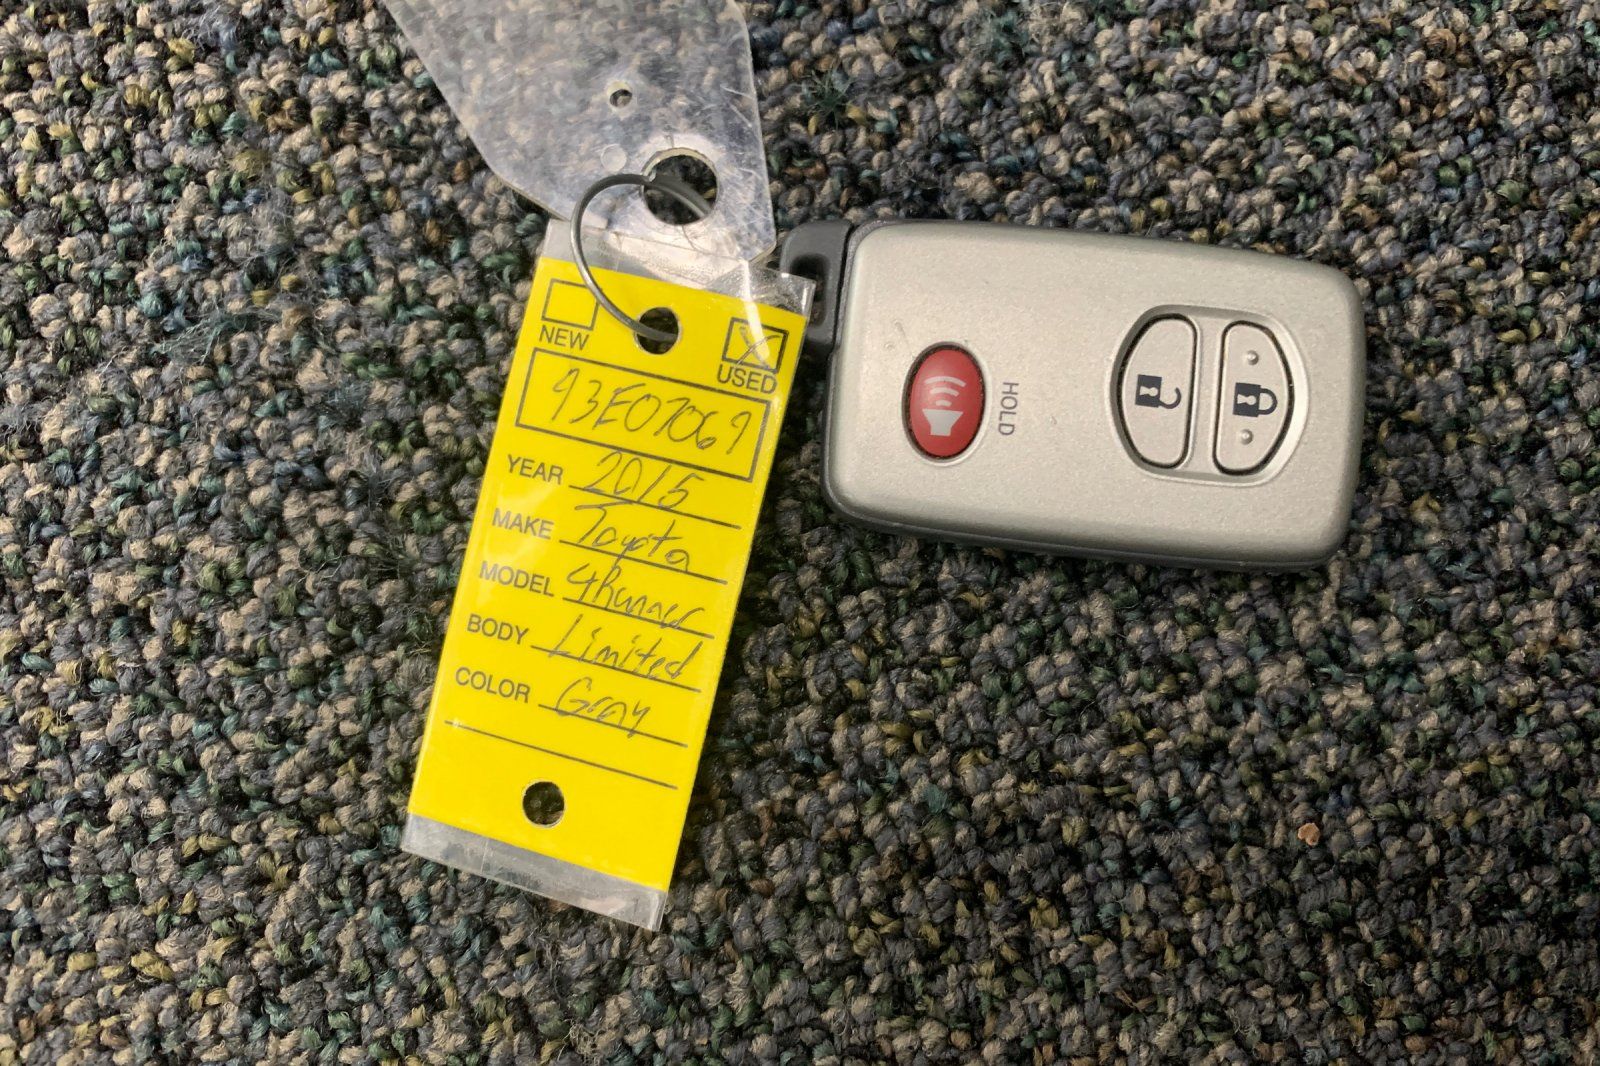 NEW
USED
93E07069
YEAR 2015
MAKE Toyota
MODEL 4Runner
BODY Limited
COLOR Gray
HOLD